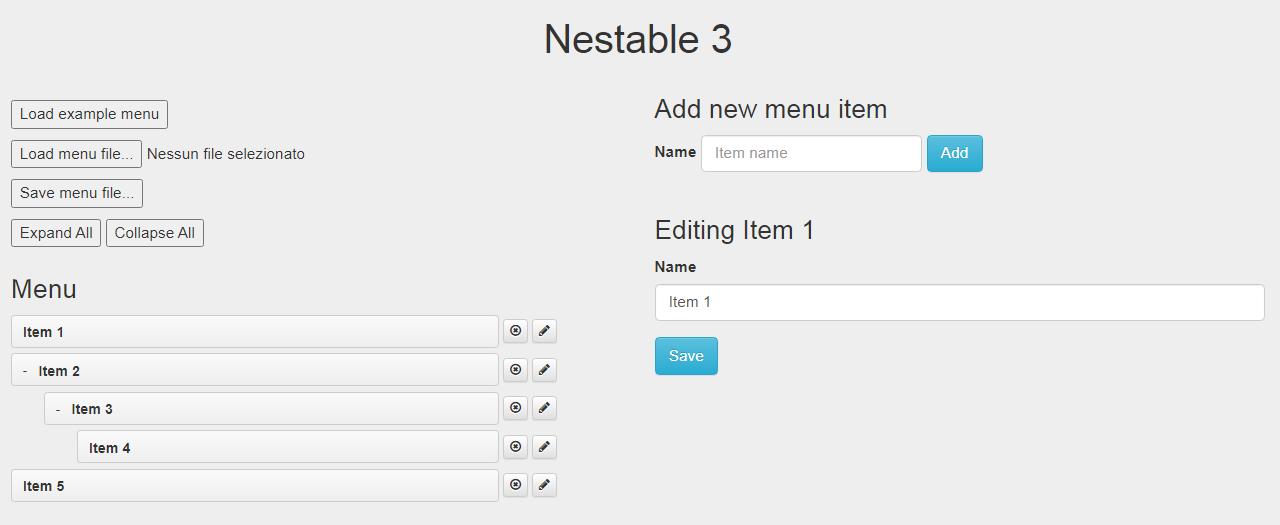 Nestable 3
Load example menu
Load menu file... Nessun file selezionato
Save menu file...
Expand All Collapse All
Menu
Item 1
- Item 2
- Item 3
Item 4
Item 5
Add new menu item
Name Item name Add
Editing Item 1
Name
Item 1
Save